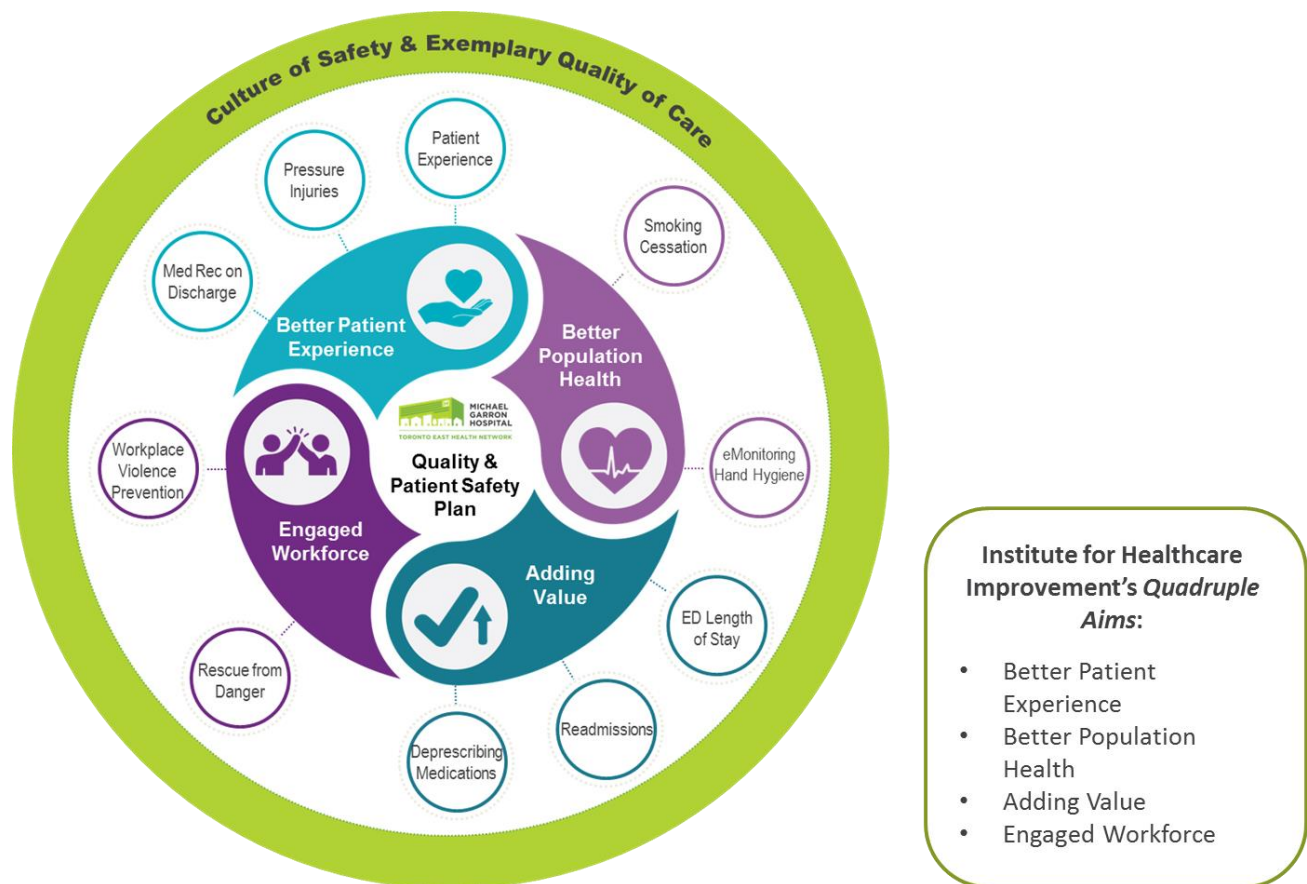 Culture of Safety & Exemplary Quality of Care
Patient
Experience
Pressure
Injuries
Smoking
Cessation
Med Rec on
Discharge
Better Patient
Experience
Better
Population
Health
MICHAEL
GARRON
HOSPITAL
TORONTO EAST HEALTH NETWORK
Quality &
Patient Safety
Plan
Workplace
Violence
Prevention
eMonitoring
Hand Hygiene
Engaged
Workforce
Adding
Value
ED Length
of Stay
Rescue from
Danger
Readmissions
Deprescribing
Medications
Institute for Healthcare
Improvement’s Quadruple
Aims:
• Better Patient
Experience
• Better Population
Health
• Adding Value
• Engaged Workforce